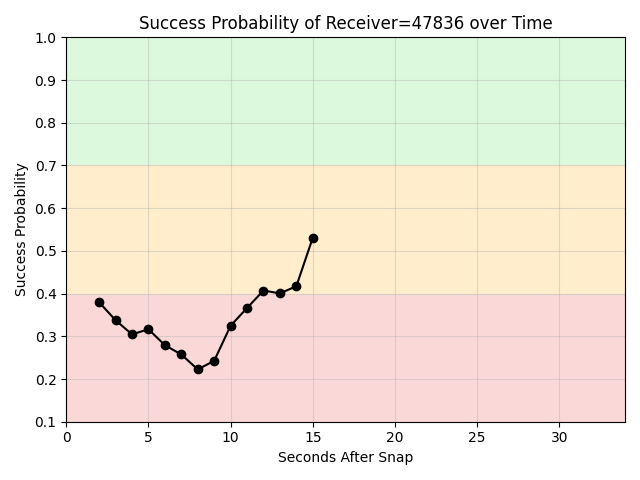 Success Probability of Receiver=47836 over Time
1.0
0.9
0.8
0.7
0.6
0.5
0.4
0.3
0.2
0.1
Success Probability
0 5 10 15 20 25 30
Seconds After Snap